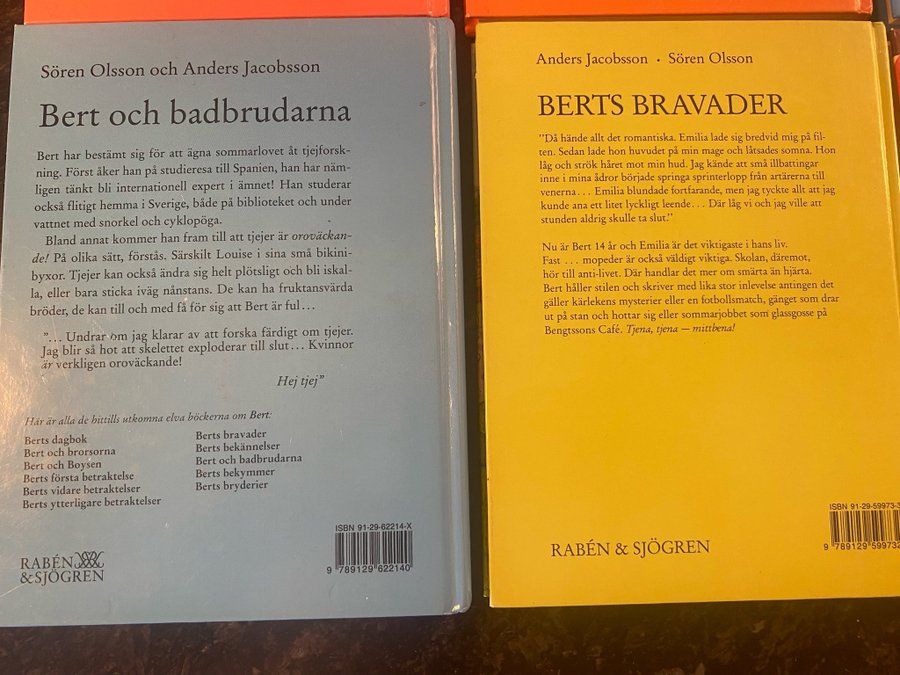 Sören Olsson och Anders Jacobsson
Bert och badbrudarna
Bert har bestämt sig för att ägna sommarlovet åt tjejforsk-
ning. Först åker han på studieresa till Spanien, han har näm-
ligen tänkt bli internationell expert i ämnet! Han studerar
också flitigt hemma i Sverige, både på biblioteket och under
vattnet med snorkel och cyklopöga.
Bland annat kommer han fram till att tjejer är oroväckan-
de! På olika sätt, förstås. Särskilt Louise i sina små bikini-
byxor. Tjejer kan också ändra sig helt plötsligt och bli iskal-
la, eller bara sticka iväg nånstans. De kan ha fruktansvärda
bröder, de kan till och med få för sig att Bert är ful...
"... Undrar om jag klarar av att forska färdigt om tjejer.
Jag blir så hot att skelettet exploderar till slut... Kvinnor
är verkligen oroväckande!
Hej tjej"
Här är alla de hittills utkomna elva böckerna om Bert:
Berts dagbok
Bert och brorsorna
Bert och Boysen
Berts första betraktelse
Berts vidare betraktelser
Berts ytterligare betraktelser
Berts bravader
Berts bekännelser
Bert och badbrudarna
Berts bekymmer
Berts bryderier
RABÉN
& SJÖGREN
ISBN 91-29-62214-X
9 789129 622140
Anders Jacobsson · Sören Olsson
BERTS BRAVADER
"Då hände allt det romantiska. Emilia lade sig bredvid mig på fil-
ten. Sedan lade hon huvudet på min mage och låtsades somna. Hon
låg och strök håret mot min hud. Jag kände att små illbattingar
inne i mina ådror började springa sprinterlopp från artärerna till
venerna... Emilia blundade fortfarande, men jag tyckte allt att jag
kunde ana ett litet lyckligt leende... Där låg vi och jag ville att
stunden aldrig skulle ta slut."
Nu är Bert 14 år och Emilia är det viktigaste i hans liv.
Fast ... mopeder är också väldigt viktiga. Skolan, däremot,
hör till anti-livet. Där handlar det mer om smärta än hjärta.
Bert håller stilen och skriver med lika stor inlevelse antingen det
gäller kärlekens mysterier eller en fotbollsmatch, gänget som drar
ut på stan och hottar sig eller sommarjobbet som glassgosse på
Bengtssons Café. Tjena, tjena — mittbena!
RABÉN & SJÖGREN
ISBN 91-29-59973-3
9 789129 599732